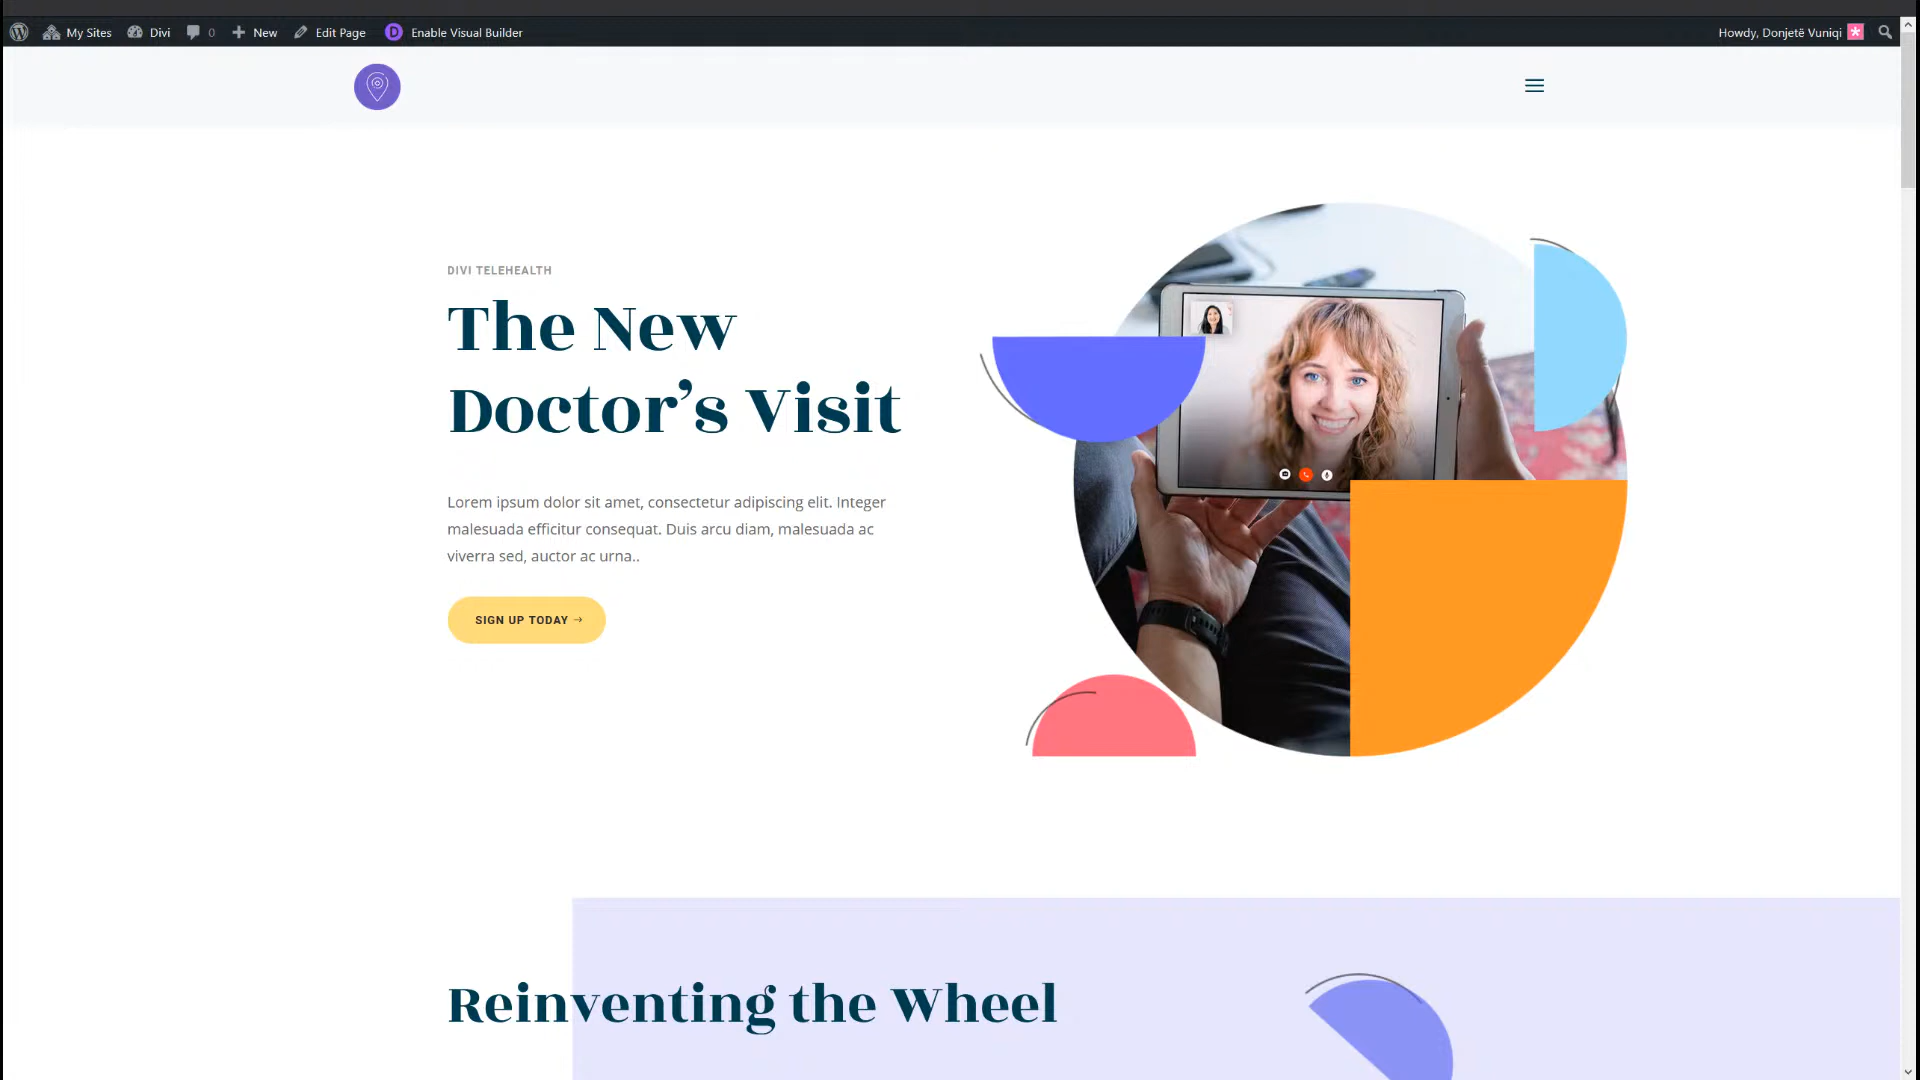 My Sites Divi 0 New Edit Page Enable Visual Builder Howdy, Donjetë Vuniqi
DIVI TELEHEALTH
The New
Doctor’s Visit
Lorem ipsum dolor sit amet, consectetur adipiscing elit. Integer
malesuada efficitur consequat. Duis arcu diam, malesuada ac
viverra sed, auctor ac urna..
SIGN UP TODAY →
Reinventing the Wheel